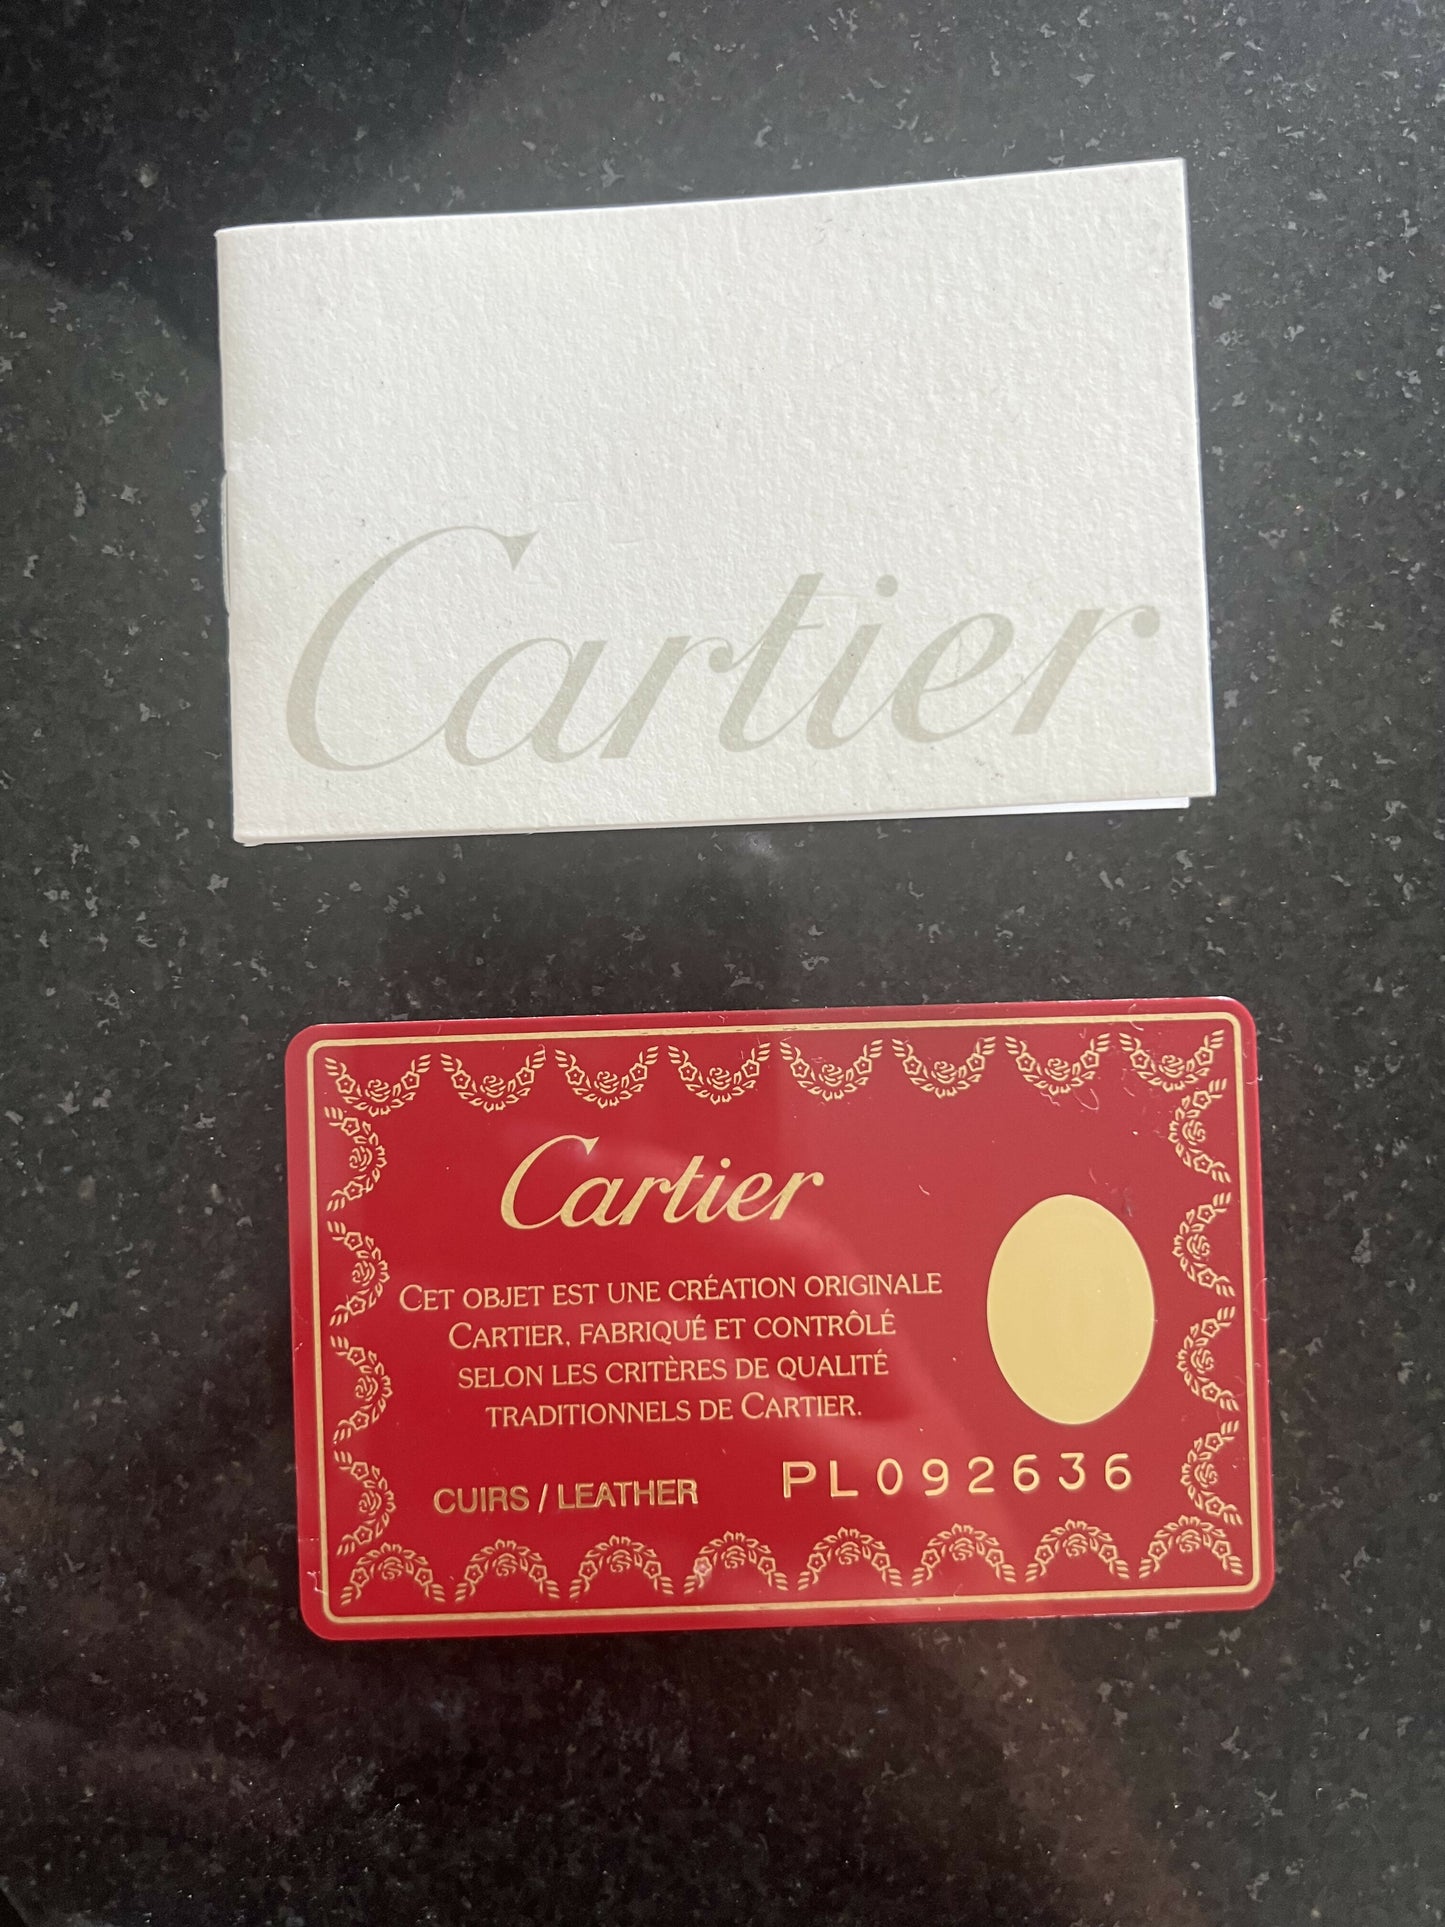 Cartier
Cartier
CET OBJET EST UNE CRÉATION ORIGINALE
CARTIER, FABRIQUÉ ET CONTRÔLÉ
SELON LES CRITÈRES DE QUALITÉ
TRADITIONNELS DE CARTIER.
CUIRS / LEATHER PL092636